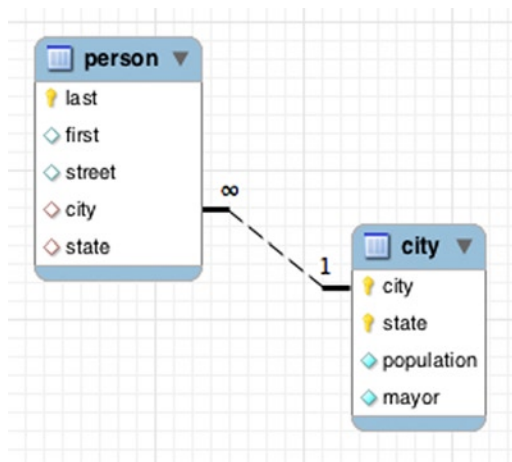 person
last
first
street
city
state
∞
1
city
city
state
population
mayor